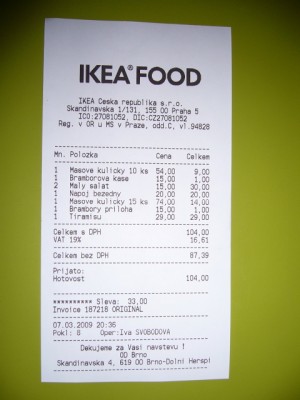 IKEA® FOOD
IKEA Ceska republika s.r.o.
Skandinavska 1/131, 155 00 Praha 5
ICO:27081052, DIC:CZ27081052
Reg. v OR u MS v Praze, odd.C, vl.94828
Mn. Polozka Cena Celkem
1 Masove kulicky 10 ks 54,00 9,00
1 Bramborova kase 15,00 1,00
2 Maly salat 15,00 30,00
1 Napoj bezedny 20,00 20,00
1 Masove kulicky 15 ks 74,00 14,00
1 Brambory priloha 15,00 1,00
1 Tiramisu 29,00 29,00
Celkem s DPH 104,00
VAT 19% 16,61
Celkem bez DPH 87,39
Prijato:
Hotovost 104,00
********** Sleva: 33,00
Invoice 187218 ORIGINAL
07.03.2009 20:36
Pokl: 8 Oper:Iva SVOBODOVA
Dekujeme za Vasi navstevu !
OD Brno
Skandinavska 4, 619 00 Brno-Dolni Herspi